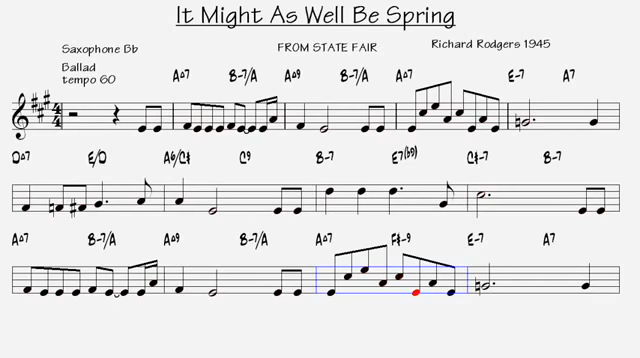 It Might As Well Be Spring
Saxophone Bb
FROM STATE FAIR
Richard Rodgers 1945
Ballad
tempo 60
A∆7 B-7/A A∆9 B-7/A A∆7 E-7 A7
D∆7 E/D A6/C# C9 B-7 E7(b9) C#-7 B-7
A∆7 B-7/A A∆9 B-7/A A∆7 F#-9 E-7 A7